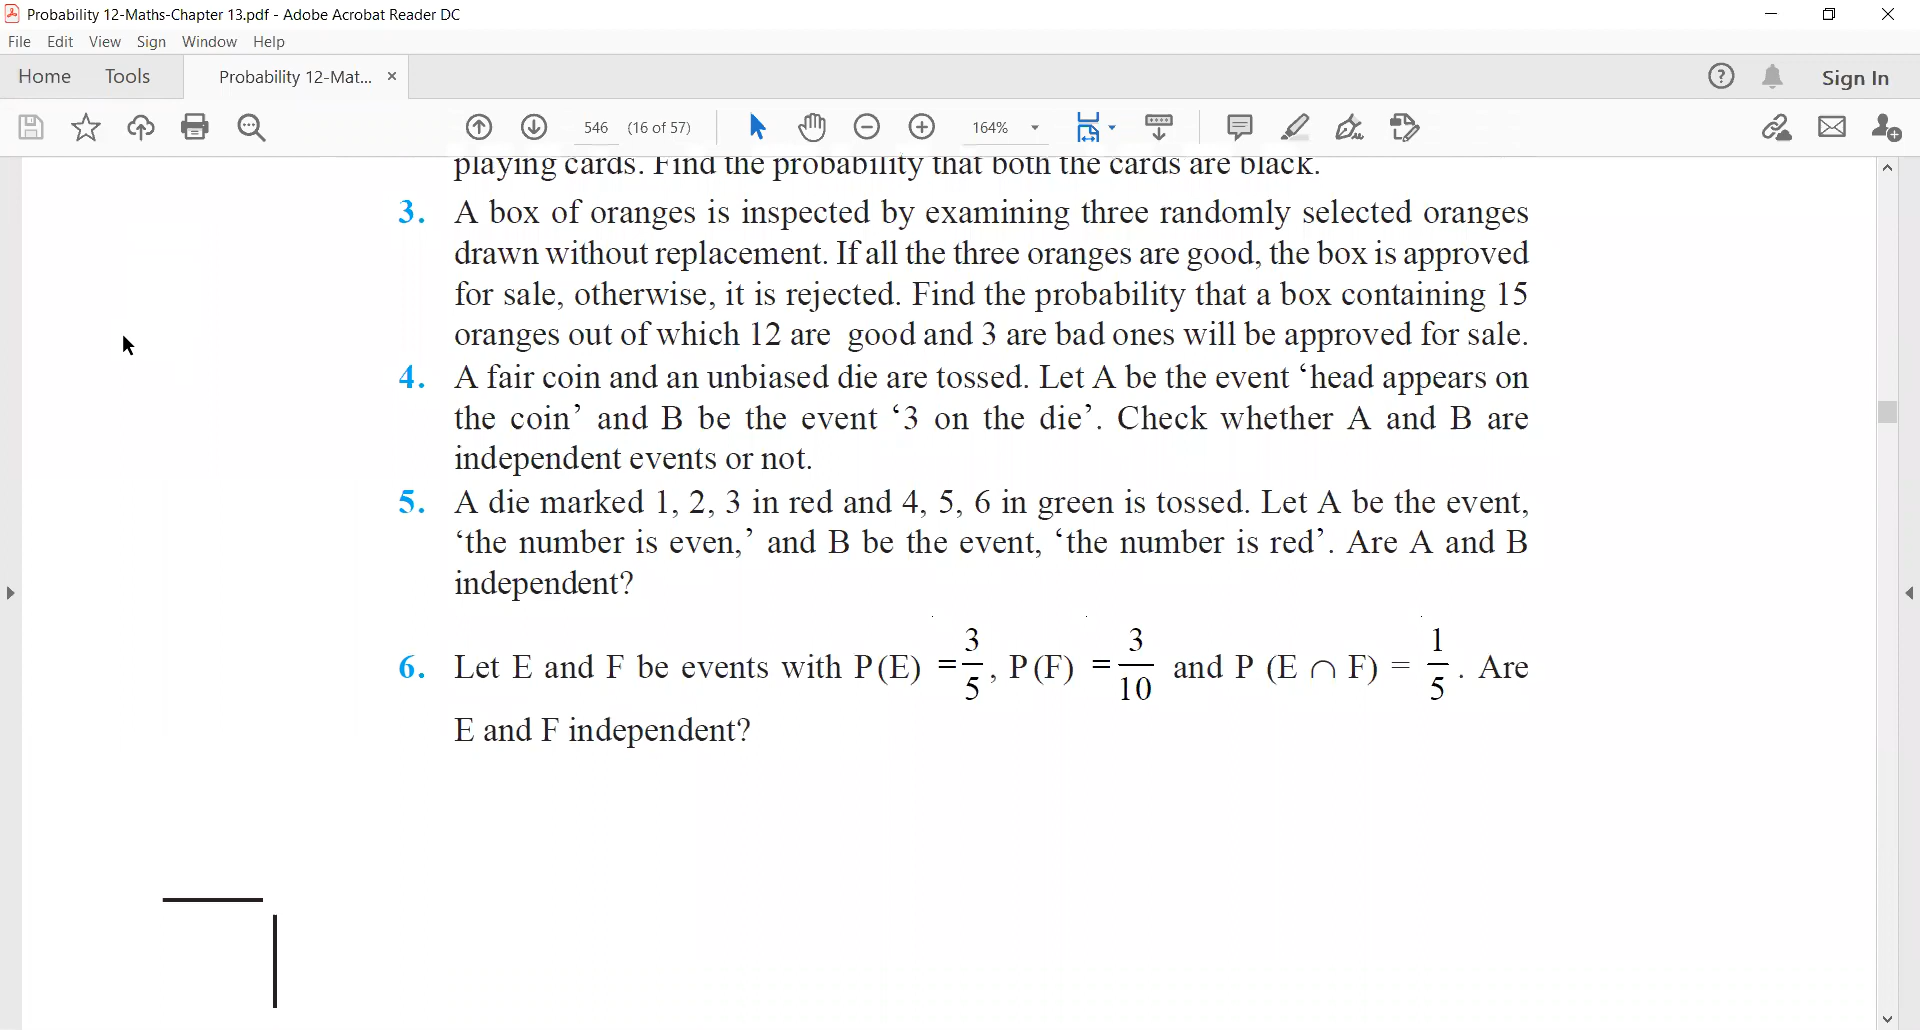 Probability 12-Maths-Chapter 13.pdf - Adobe Acrobat Reader DC
File Edit View Sign Window Help
Home Tools Probability 12-Mat... × Sign In
546 (16 of 57) 164%
playing cards. Find the probability that both the cards are black.
3. A box of oranges is inspected by examining three randomly selected oranges
drawn without replacement. If all the three oranges are good, the box is approved
for sale, otherwise, it is rejected. Find the probability that a box containing 15
oranges out of which 12 are good and 3 are bad ones will be approved for sale.
4. A fair coin and an unbiased die are tossed. Let A be the event ‘head appears on
the coin’ and B be the event ‘3 on the die’. Check whether A and B are
independent events or not.
5. A die marked 1, 2, 3 in red and 4, 5, 6 in green is tossed. Let A be the event,
‘the number is even,’ and B be the event, ‘the number is red’. Are A and B
independent?
6. Let E and F be events with P(E) = 3/5, P(F) = 3/10 and P (E ∩ F) = 1/5. Are
E and F independent?